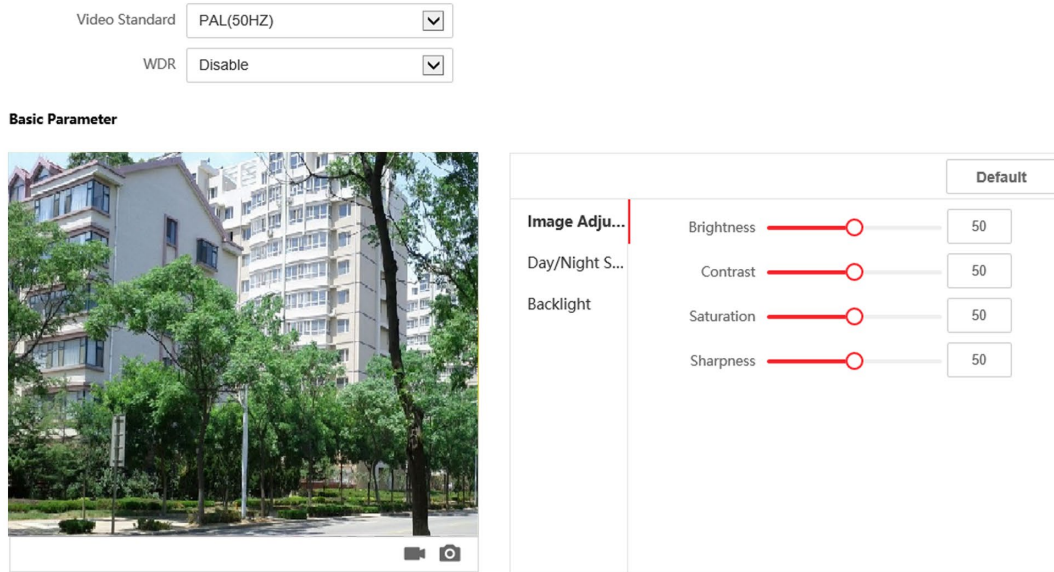 Video Standard PAL(50HZ)
WDR Disable
Basic Parameter
Default
Image Adju...
Day/Night S...
Backlight
Brightness 50
Contrast 50
Saturation 50
Sharpness 50